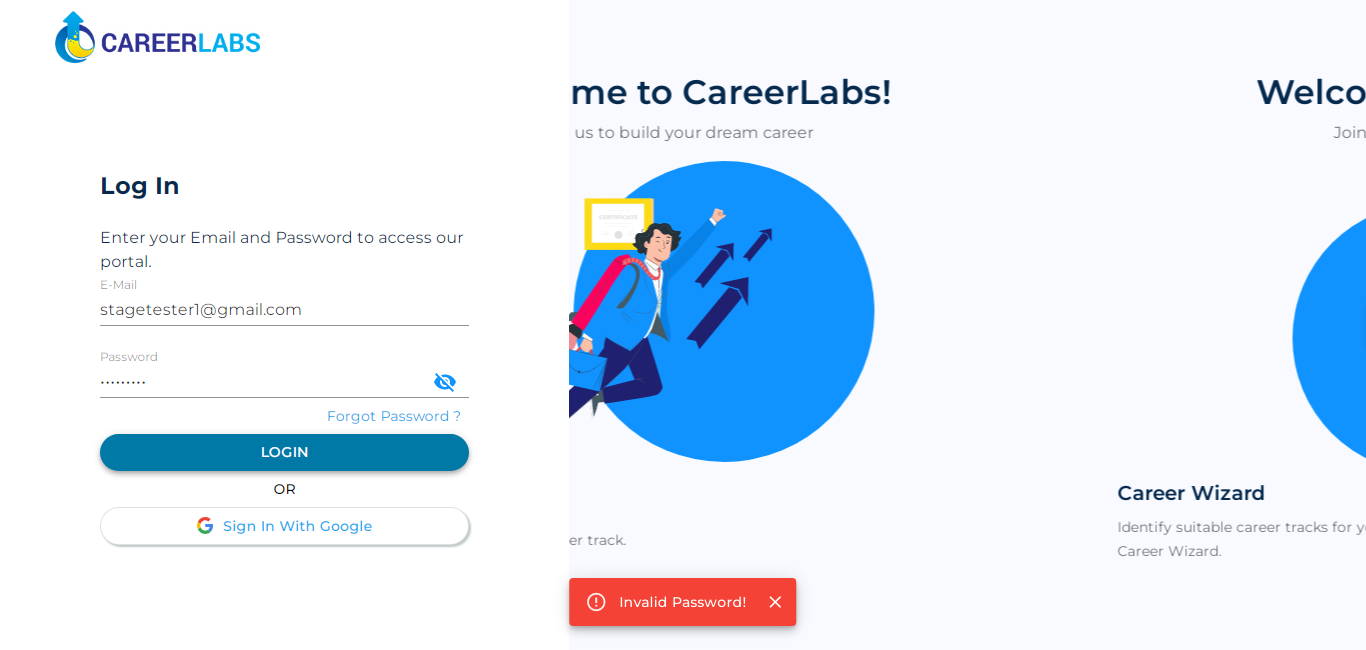 CAREERLABS
Log In
Enter your Email and Password to access our
portal.
E-Mail
stagetester1@gmail.com
Password
•••••••••
Forgot Password ?
LOGIN
OR
Sign In With Google
me to CareerLabs!
us to build your dream career
CERTIFICATE
er track.
Invalid Password!
Welco
Join
Career Wizard
Identify suitable career tracks for y
Career Wizard.